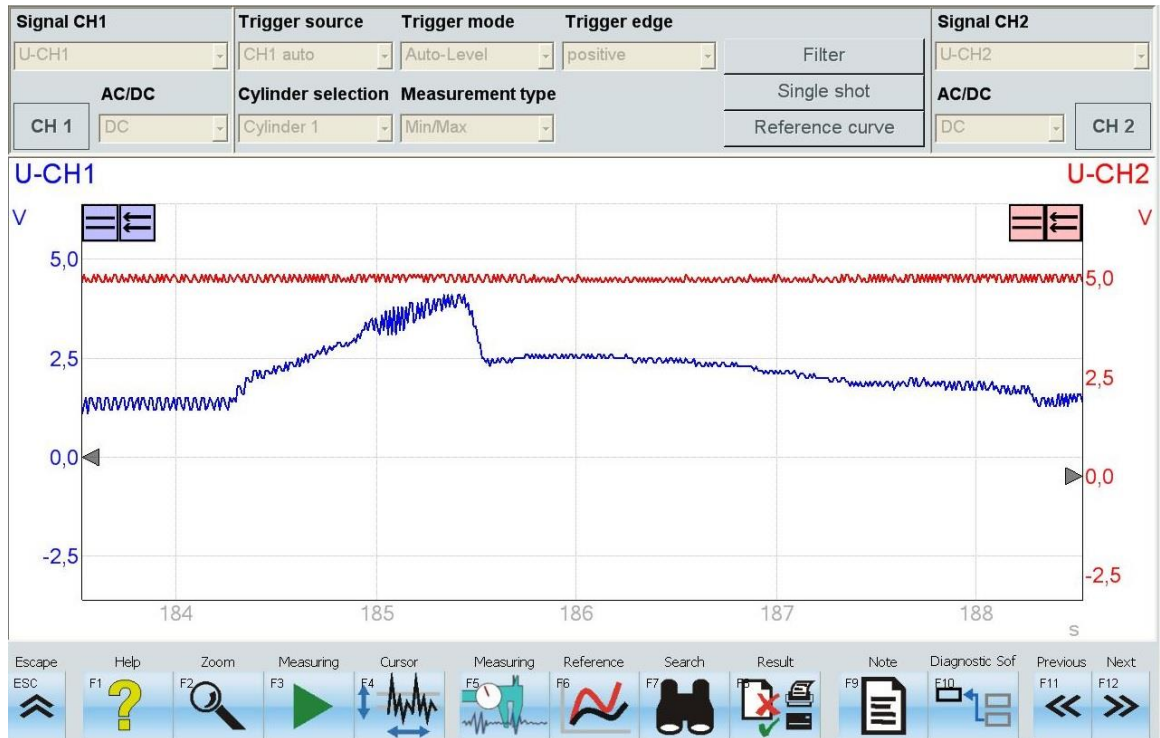 Signal CH1 Trigger source Trigger mode Trigger edge Signal CH2
U-CH1 CH1 auto Auto-Level positive Filter U-CH2
Single shot
AC/DC Cylinder selection Measurement type AC/DC
CH 1 DC Cylinder 1 Min/Max Reference curve DC CH 2
U-CH1 U-CH2
V V
5,0 5,0
2,5 2,5
0,0 0,0
-2,5 -2,5
184 185 186 187 188
s
Escape Help Zoom Measuring Cursor Measuring Reference Search Result Note Diagnostic Sof Previous Next
ESC F1 F2 F3 F4 F5 F6 F7 F8 F9 F10 F11 F12